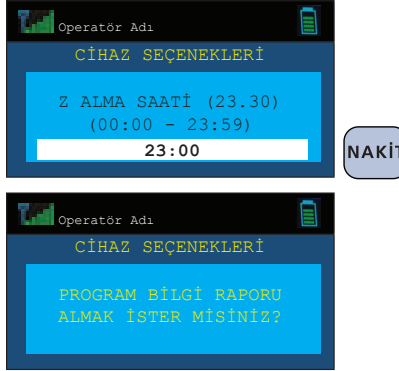 Operatör Adı
CİHAZ SEÇENEKLERİ
Z ALMA SAATİ (23.30)
(00:00 - 23:59)
23:00
NAKİT
Operatör Adı
CİHAZ SEÇENEKLERİ
PROGRAM BİLGİ RAPORU
ALMAK İSTER MİSİNİZ?